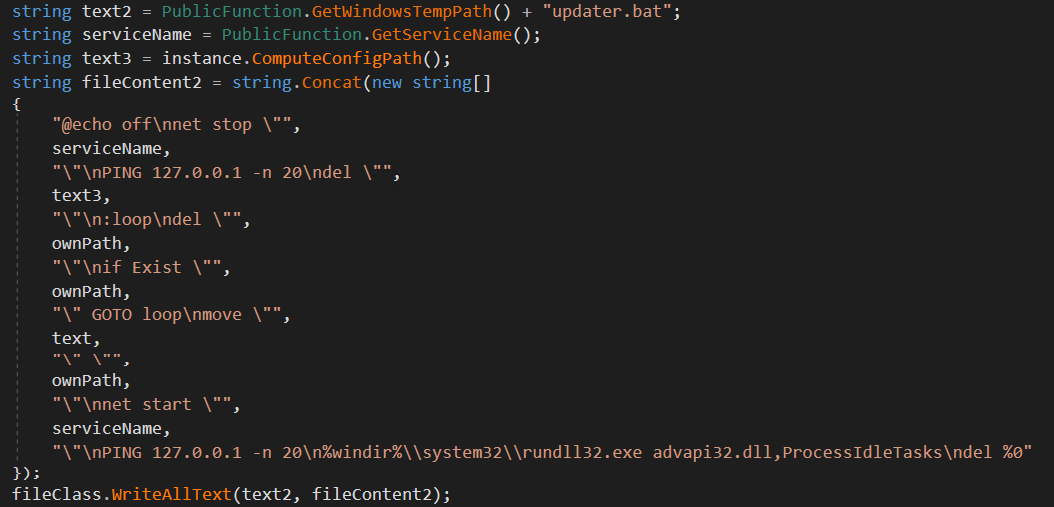 string text2 = PublicFunction.GetWindowsTempPath() + "updater.bat";
string serviceName = PublicFunction.GetServiceName();
string text3 = instance.ComputeConfigPath();
string fileContent2 = string.Concat(new string[]
{
    "@echo off\nnet stop \"",
    serviceName,
    "\"\nPING 127.0.0.1 -n 20\ndel \"",
    text3,
    "\"\n:loop\ndel \"",
    ownPath,
    "\"\nif Exist \"",
    ownPath,
    "\" GOTO loop\nmove \"",
    text,
    "\" \"",
    ownPath,
    "\"\nnet start \"",
    serviceName,
    "\"\nPING 127.0.0.1 -n 20\n%windir%\\system32\\rundll32.exe advapi32.dll,ProcessIdleTasks\ndel %0"
});
fileClass.WriteAllText(text2, fileContent2);